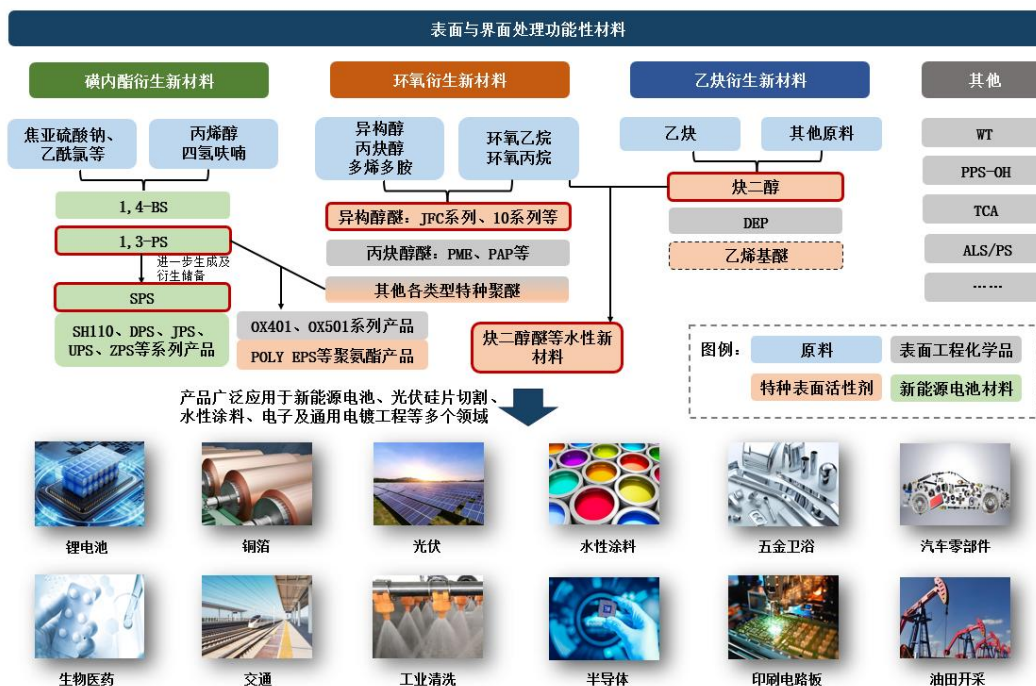 表面与界面处理功能性材料
磺内酯衍生新材料
环氧衍生新材料
乙炔衍生新材料
其他
焦亚硫酸钠、
乙酰氯等
丙烯醇
四氢呋喃
异构醇
丙炔醇
多烯多胺
环氧乙烷
环氧丙烷
乙炔
其他原料
WT
PPS-OH
TCA
ALS/PS
……
1,4-BS
1,3-PS
进一步生成及
衍生储备
SPS
SH110、DPS、JPS、
UPS、ZPS等系列产品
异构醇醚：JFC系列、10系列等
丙炔醇醚：PME、PAP等
其他各类型特种聚醚
OX401、OX501系列产品
POLY EPS等聚氨酯产品
炔二醇
DEP
乙烯基醚
炔二醇醚等水性新
材料
图例：
原料
表面工程化学品
特种表面活性剂
新能源电池材料
产品广泛应用于新能源电池、光伏硅片切割、
水性涂料、电子及通用电镀工程等多个领域
锂电池
铜箔
光伏
水性涂料
五金卫浴
汽车零部件
生物医药
交通
工业清洗
半导体
印刷电路板
油田开采